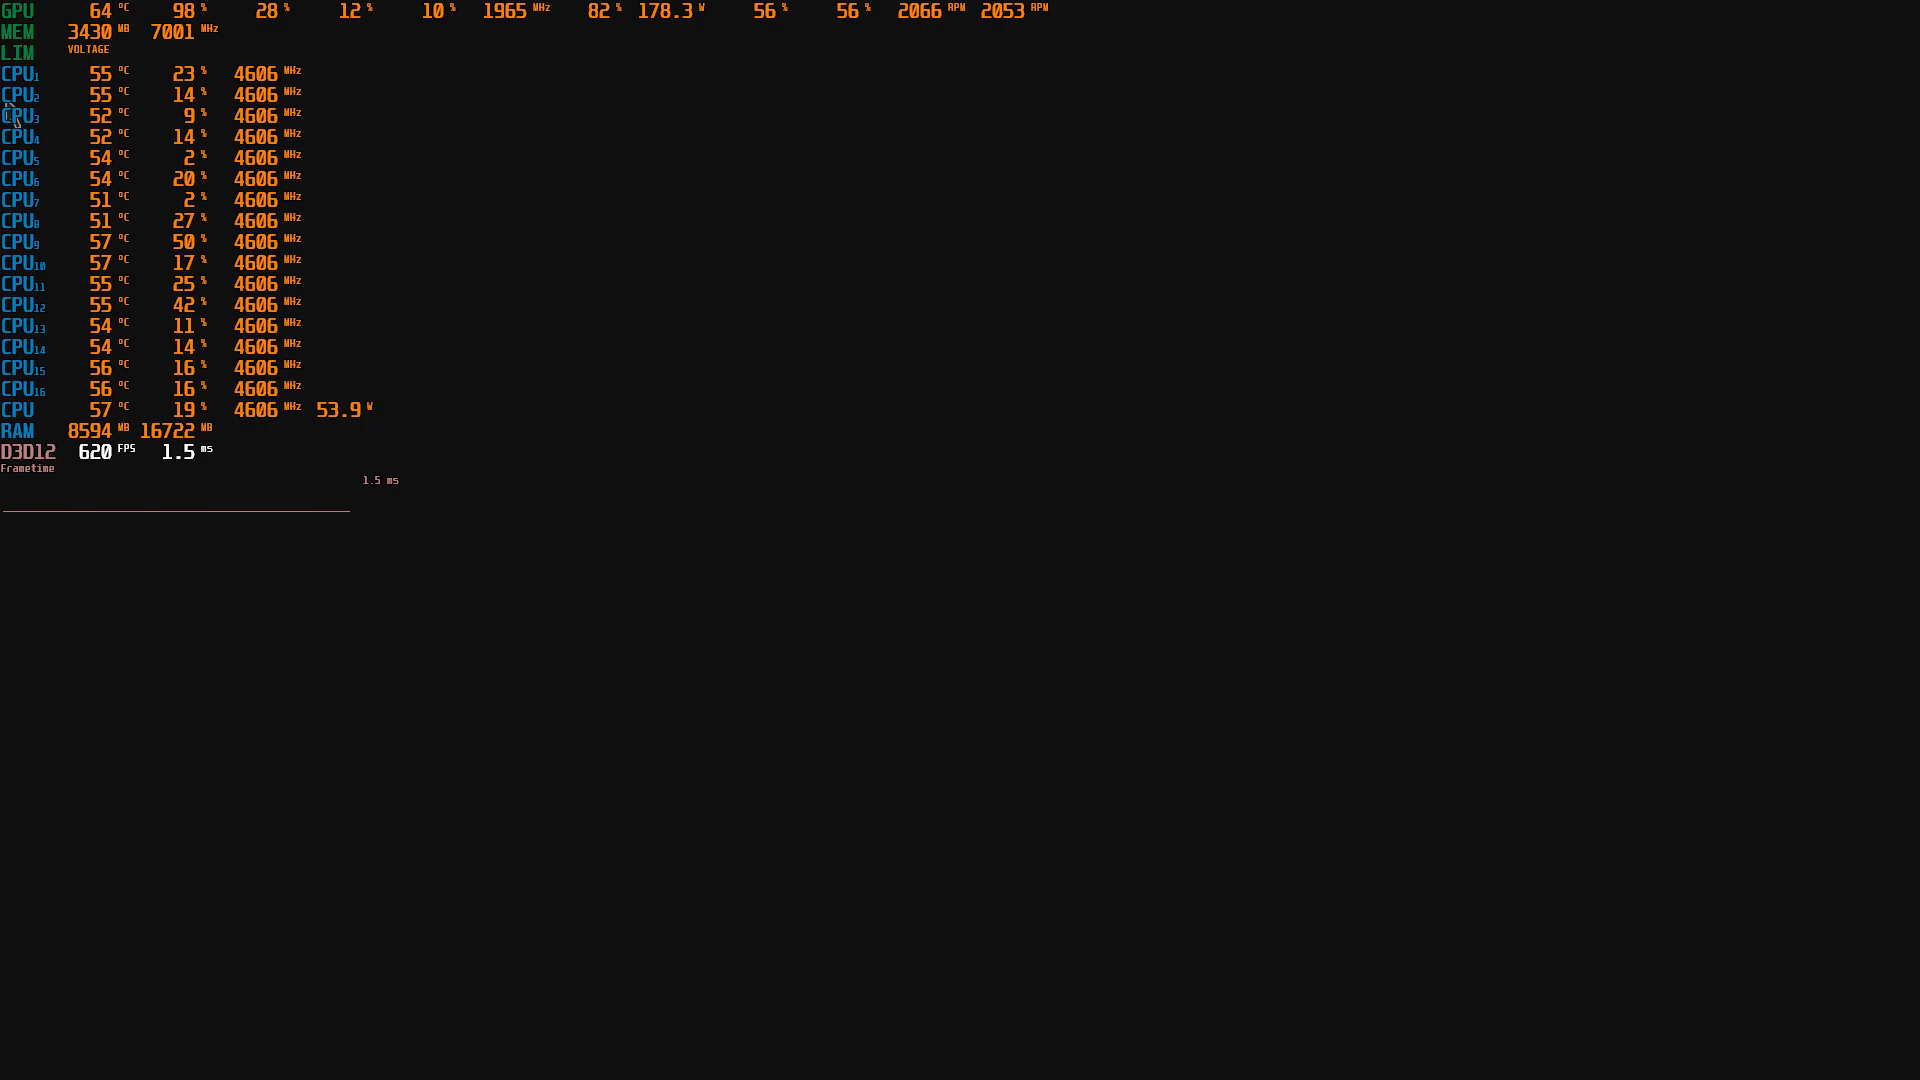 GPU 64 °C 98 % 28 % 12 % 10 % 1965 MHz 82 % 178.3 W 56 % 56 % 2066 RPM 2053 RPM
MEM 3430 MB 7001 MHz
LIM VOLTAGE
CPU1 55 °C 23 % 4606 MHz
CPU2 55 °C 14 % 4606 MHz
CPU3 52 °C 9 % 4606 MHz
CPU4 52 °C 14 % 4606 MHz
CPU5 54 °C 2 % 4606 MHz
CPU6 54 °C 20 % 4606 MHz
CPU7 51 °C 2 % 4606 MHz
CPU8 51 °C 27 % 4606 MHz
CPU9 57 °C 50 % 4606 MHz
CPU10 57 °C 17 % 4606 MHz
CPU11 55 °C 25 % 4606 MHz
CPU12 55 °C 42 % 4606 MHz
CPU13 54 °C 11 % 4606 MHz
CPU14 54 °C 14 % 4606 MHz
CPU15 56 °C 16 % 4606 MHz
CPU16 56 °C 16 % 4606 MHz
CPU 57 °C 19 % 4606 MHz 53.9 W
RAM 8594 MB 16722 MB
D3D12 620 FPS 1.5 ms
Frametime
1.5 ms